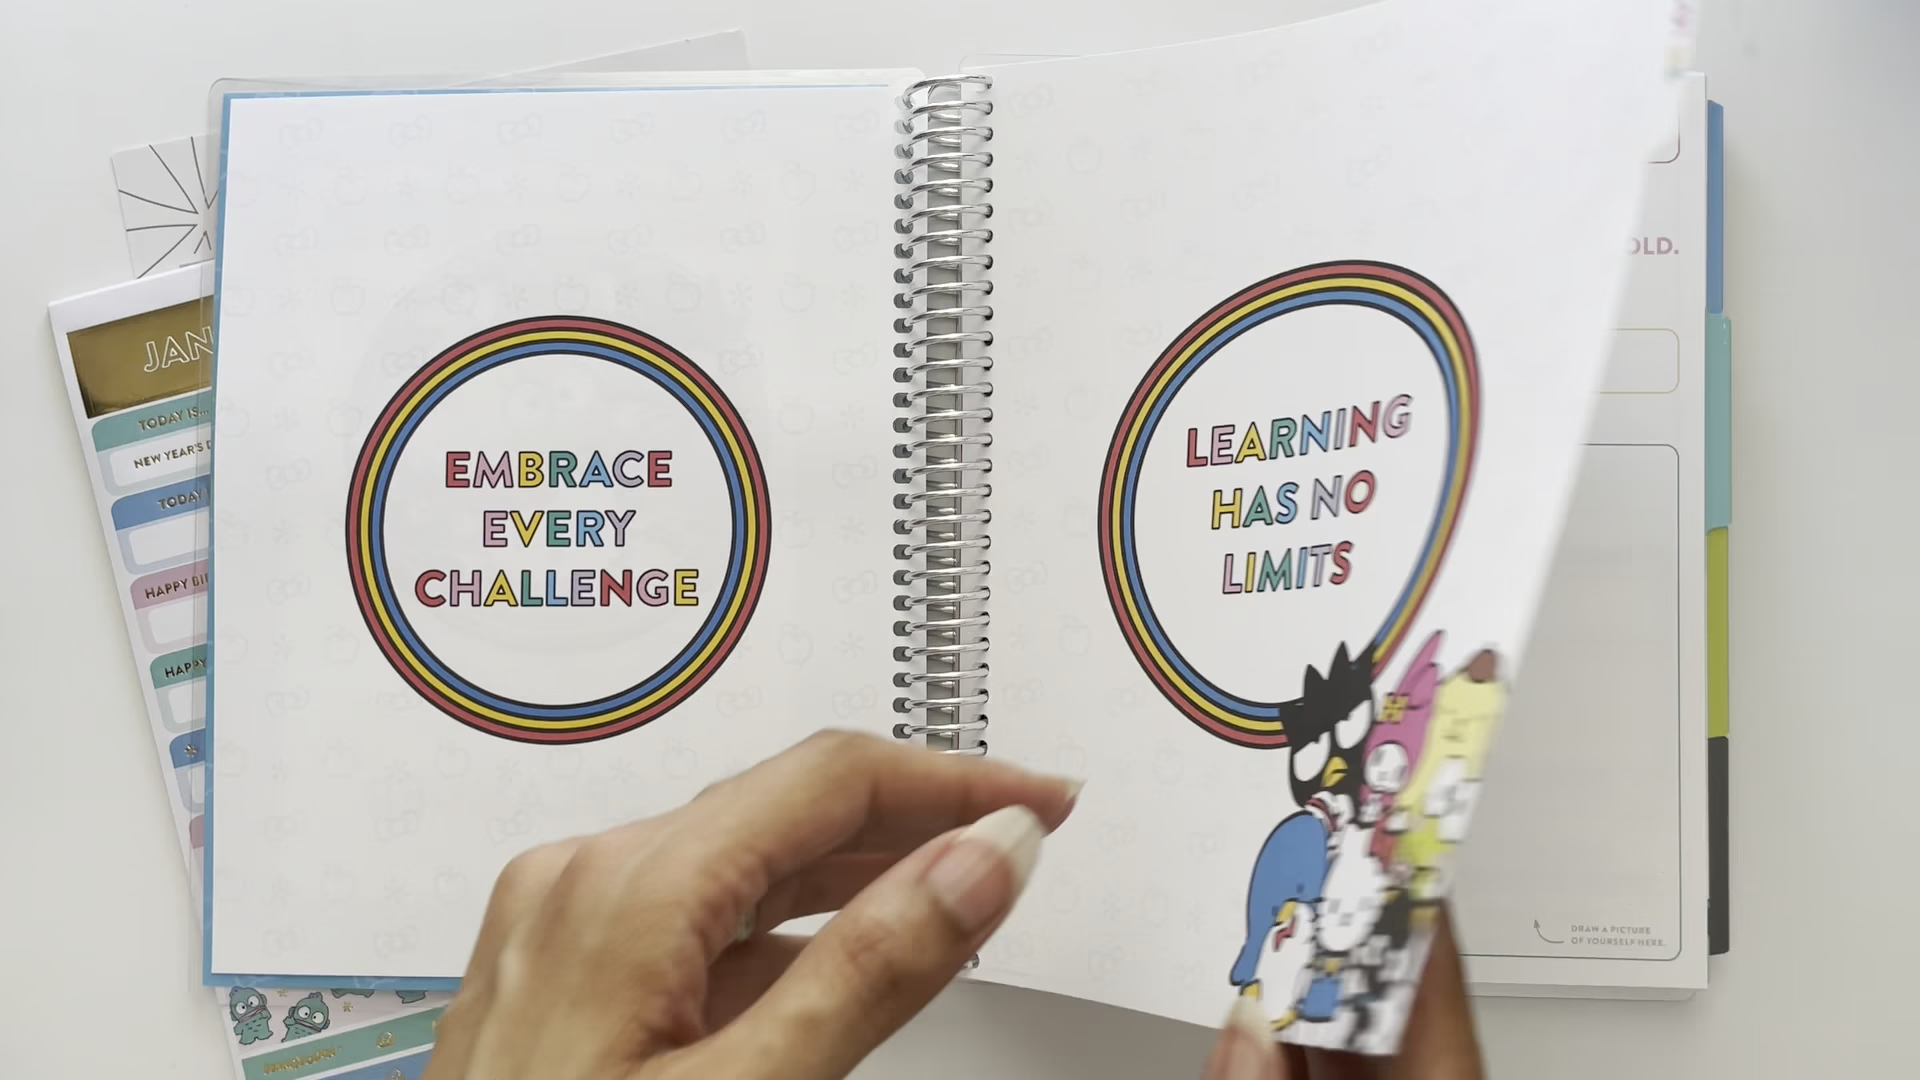 EMBRACE
EVERY
CHALLENGE
LEARNING
HAS NO
LIMITS
OLD.
DRAW A PICTURE
OF YOURSELF HERE.
JAN
TODAY IS...
NEW YEAR'S D
TODAY
HAPPY BI
HAPPY